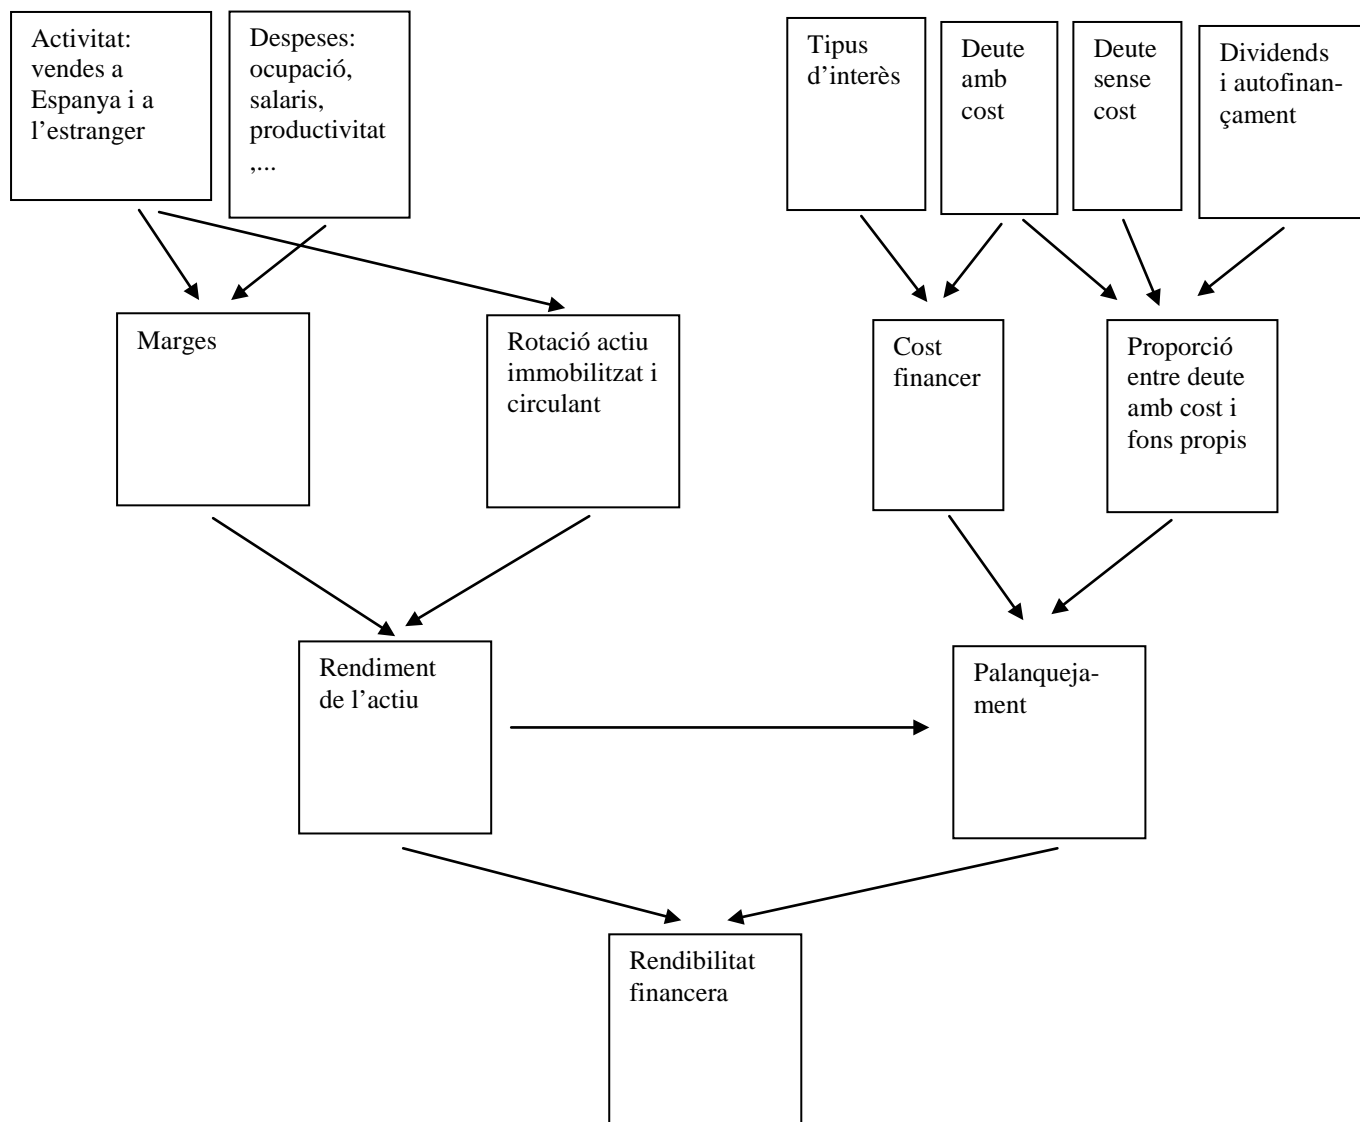 Activitat:
vendes a
Espanya i a
l’estranger
Despeses:
ocupació,
salaris,
productivitat
,...
Tipus
d’interès
Deute
amb
cost
Deute
sense
cost
Dividends
i autofinan-
çament
Marges
Rotació actiu
immobilitzat i
circulant
Cost
financer
Proporció
entre deute
amb cost i
fons propis
Rendiment
de l’actiu
Palanqueja-
ment
Rendibilitat
financera